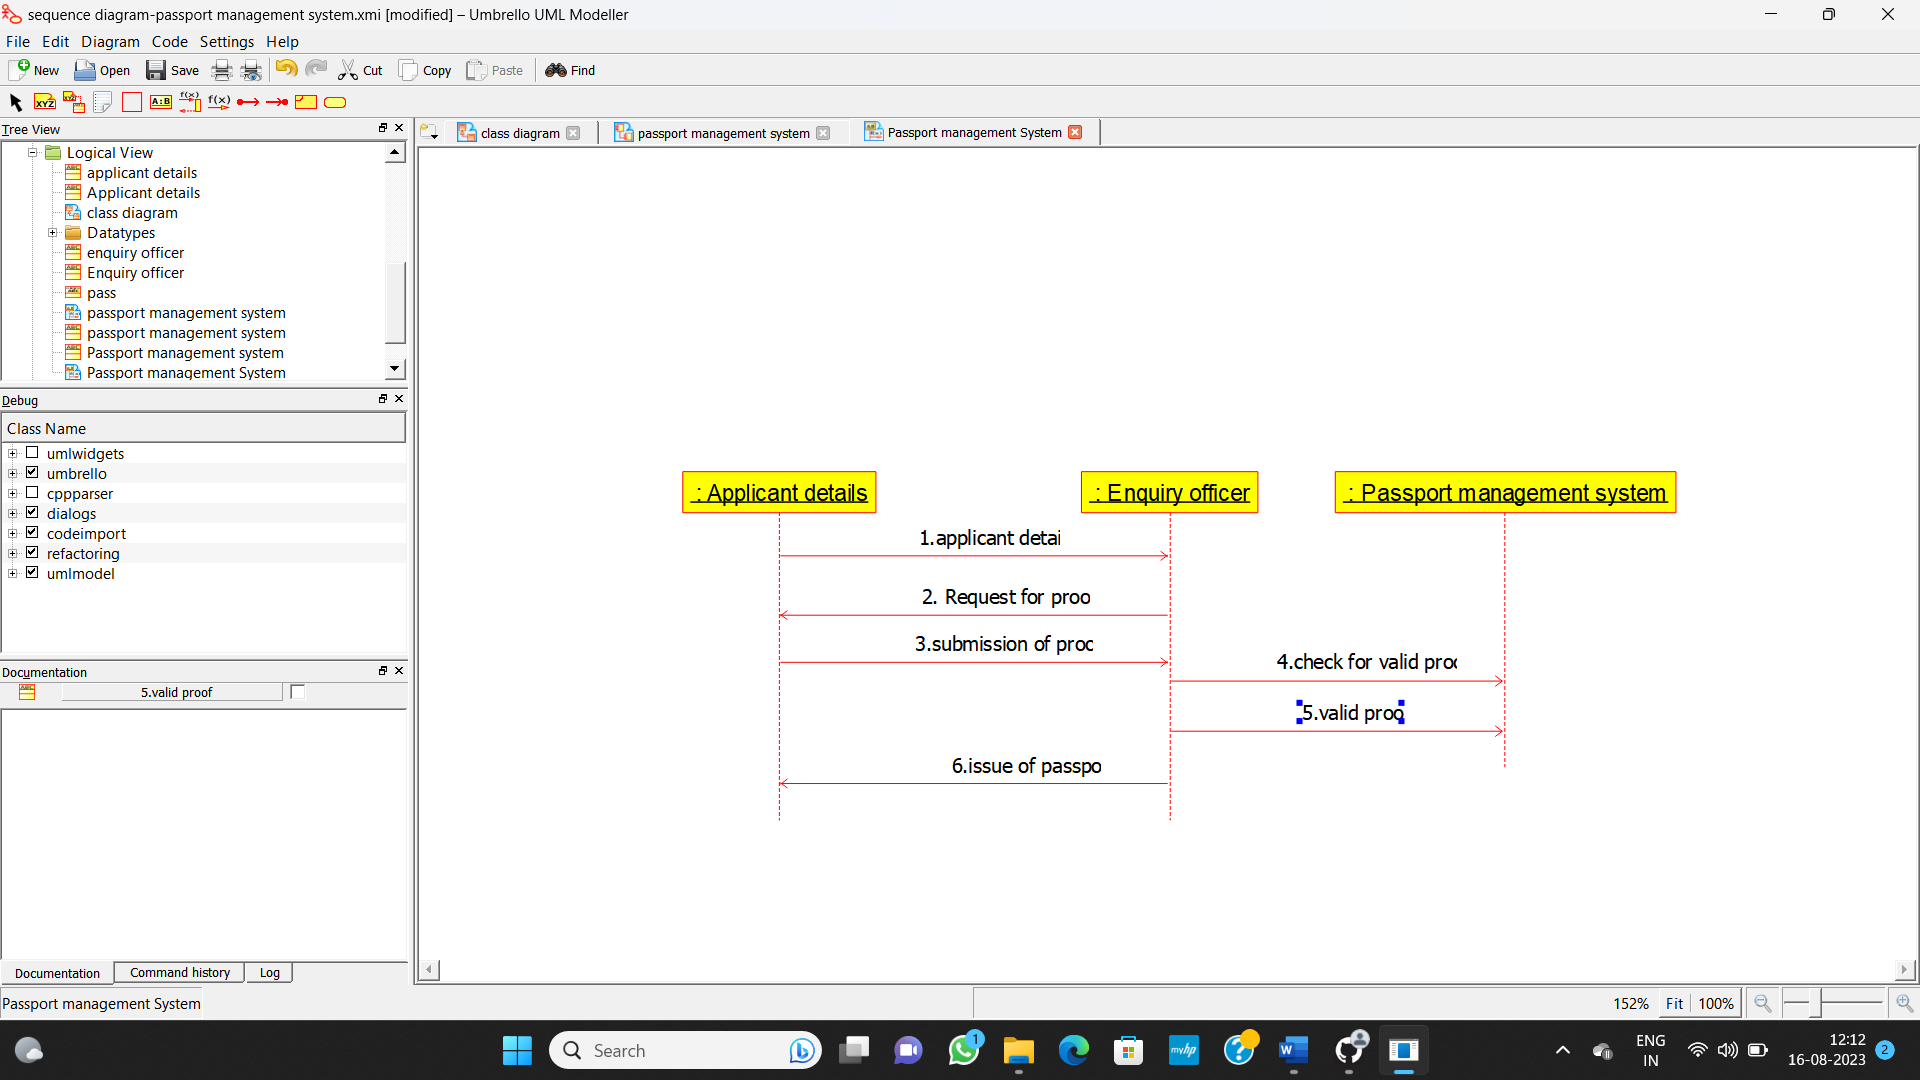 sequence diagram-passport management system.xmi [modified] – Umbrello UML Modeller
File Edit Diagram Code Settings Help
New Open Save Cut Copy Paste Find
XYZ XYZ A:B f(x) f(x)
Tree View
class diagram
passport management system
Passport management System
Logical View
applicant details
Applicant details
class diagram
Datatypes
enquiry officer
Enquiry officer
pass
passport management system
passport management system
Passport management system
Passport management System
Debug
Class Name
umlwidgets
umbrello
cppparser
dialogs
codeimport
refactoring
umlmodel
Documentation
5.valid proof
: Applicant details
: Enquiry officer
: Passport management system
1.applicant detai
2. Request for proo
3.submission of proc
4.check for valid proc
5.valid proo
6.issue of passpo
Documentation Command history Log
Passport management System
152% Fit 100%
Search
1
myhp
?
W
ENG
IN
12:12
16-08-2023
2